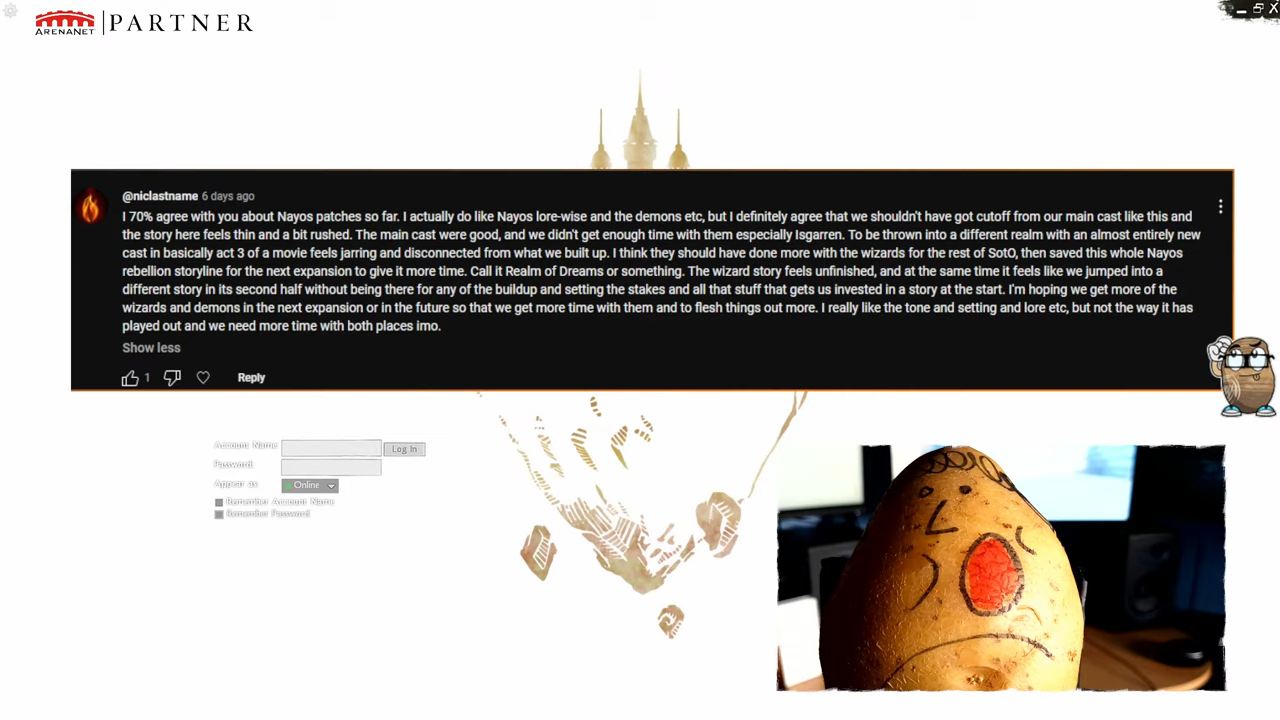 ARENANET | PARTNER
@niclastname 6 days ago
I 70% agree with you about Nayos patches so far. I actually do like Nayos lore-wise and the demons etc, but I definitely agree that we shouldn't have got cutoff from our main cast like this and
the story here feels thin and a bit rushed. The main cast were good, and we didn't get enough time with them especially Isgarren. To be thrown into a different realm with an almost entirely new
cast in basically act 3 of a movie feels jarring and disconnected from what we built up. I think they should have done more with the wizards for the rest of SotO, then saved this whole Nayos
rebellion storyline for the next expansion to give it more time. Call it Realm of Dreams or something. The wizard story feels unfinished, and at the same time it feels like we jumped into a
different story in its second half without being there for any of the buildup and setting the stakes and all that stuff that gets us invested in a story at the start. I'm hoping we get more of the
wizards and demons in the next expansion or in the future so that we get more time with them and to flesh things out more. I really like the tone and setting and lore etc, but not the way it has
played out and we need more time with both places imo.
Show less
1 Reply
Account Name: Log In
Password:
Appear as: Online
Remember Account Name
Remember Password